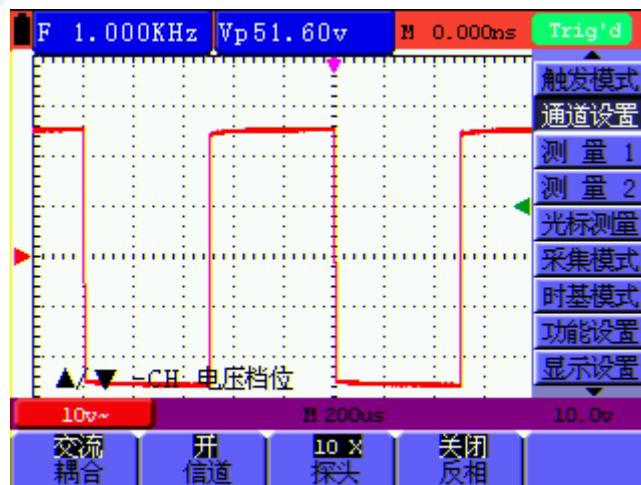 F 1.000KHz Vp51.60v M 0.000ns Trig'd
触发模式
通道设置
测 量 1
测 量 2
光标测量
采集模式
时基模式
功能设置
显示设置
▲/▼ -CH 电压档位
10v~ M 200us 10.0v
交流 开 10 X 关闭
耦合 信道 探头 反相